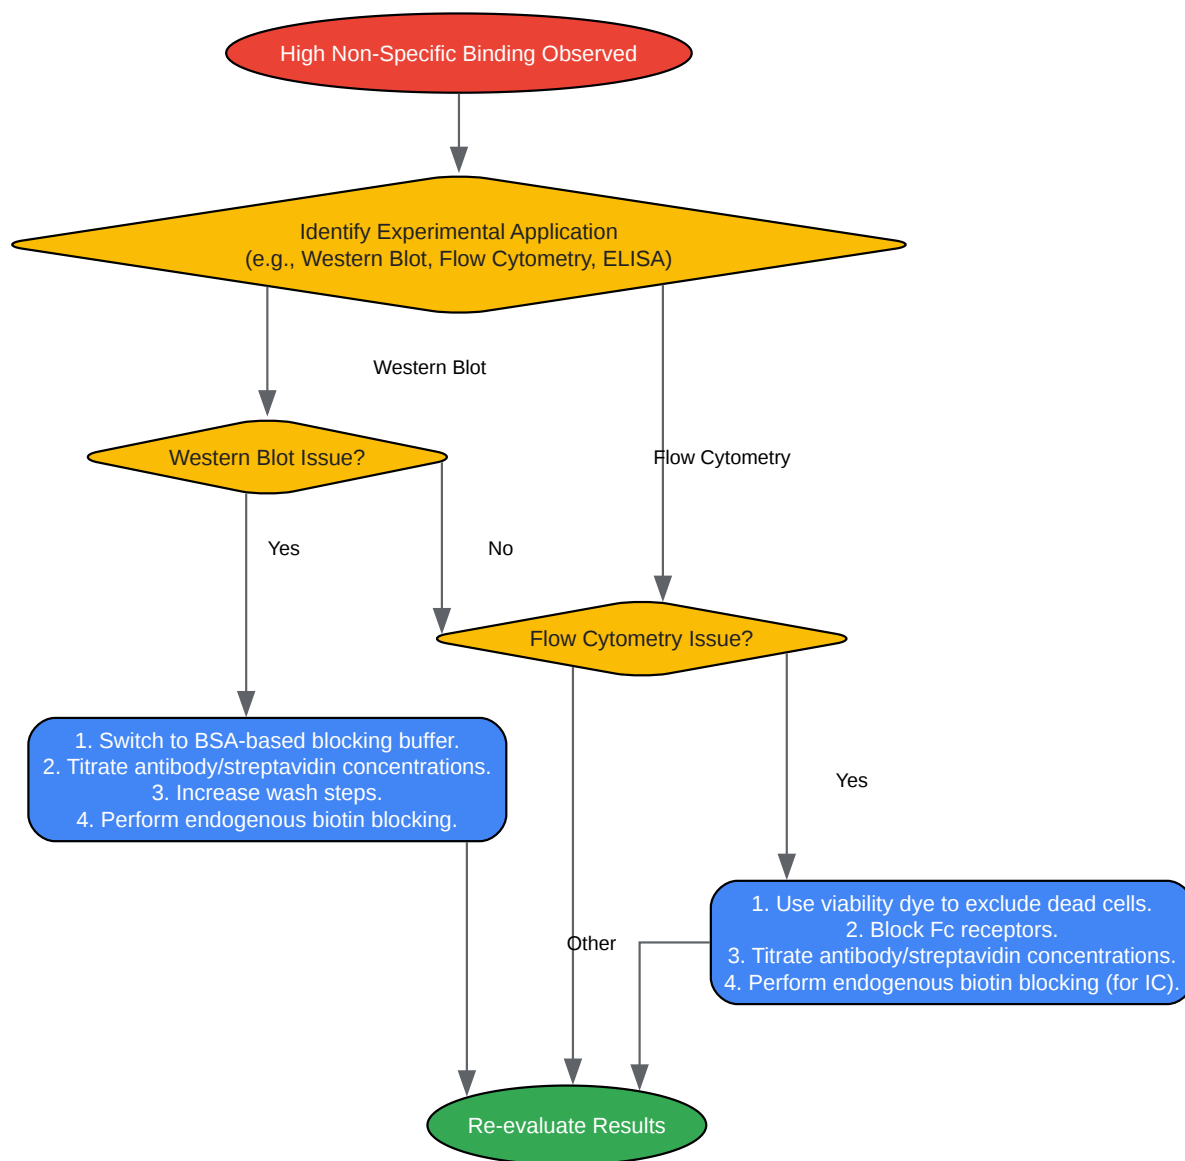 High Non-Specific Binding Observed
Identify Experimental Application
(e.g., Western Blot, Flow Cytometry, ELISA)
Western Blot
Western Blot Issue?
Flow Cytometry
Yes
No
Flow Cytometry Issue?
1. Switch to BSA-based blocking buffer.
2. Titrate antibody/streptavidin concentrations.
3. Increase wash steps.
4. Perform endogenous biotin blocking.
Yes
Other
1. Use viability dye to exclude dead cells.
2. Block Fc receptors.
3. Titrate antibody/streptavidin concentrations.
4. Perform endogenous biotin blocking (for IC).
Re-evaluate Results